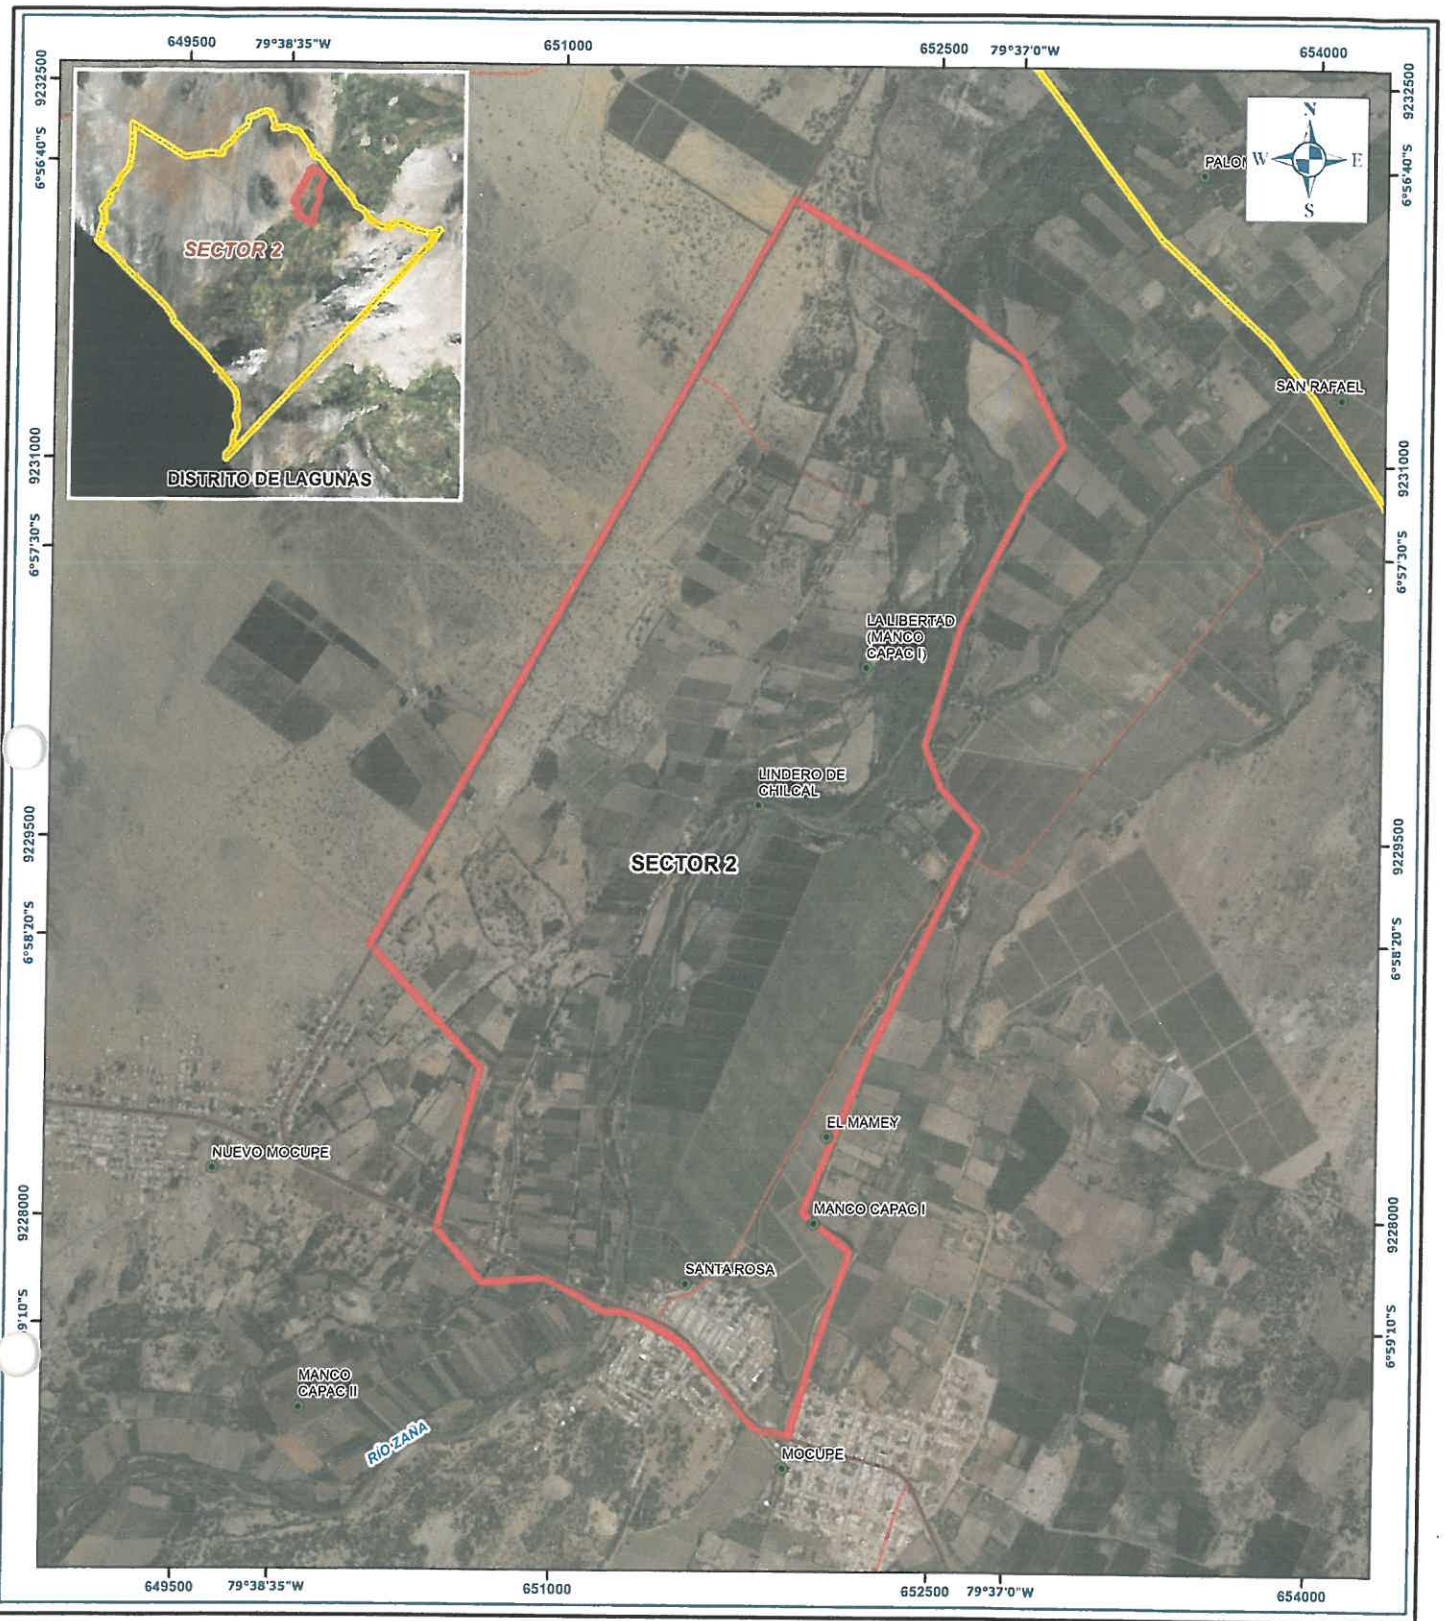 649500 79°38'35"W 651000 652500 79°37'0"W 654000
9232500
9232500
N
W E
S
6°56'40"S
6°56'40"S
SECTOR 2
SAN RAFAEL
9231000
9231000
DISTRITO DE LAGUNAS
6°57'30"S
6°57'30"S
LA LIBERTAD
(MANCO
CAPAC I)
LINDERO DE
CHILCAL
9229500
9229500
SECTOR 2
6°58'20"S
6°58'20"S
EL MAMEY
NUEVO MOCUPE
9228000
9228000
MANCO CAPAC I
SANTA ROSA
9'10"S
6°59'10"S
MANCO
CAPAC II
RÍO ZAÑA
MOCUPE
649500 79°38'35"W 651000 652500 79°37'0"W 654000